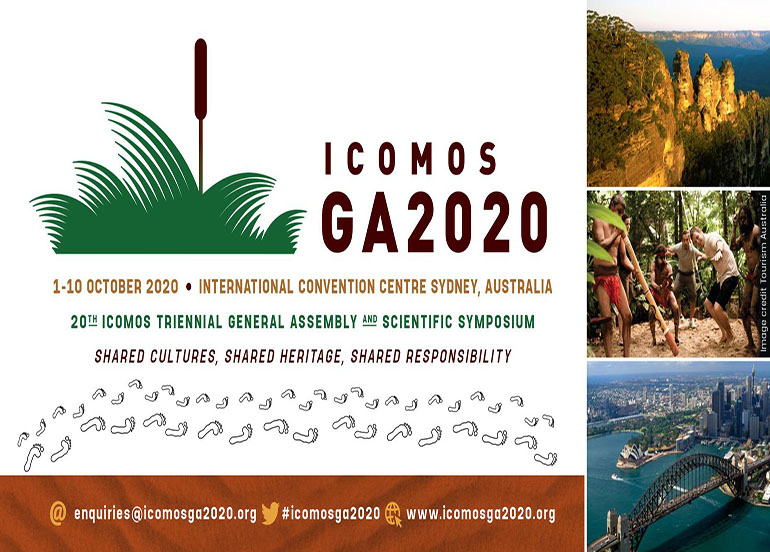 ICOMOS
GA2020
1-10 OCTOBER 2020 • INTERNATIONAL CONVENTION CENTRE SYDNEY, AUSTRALIA
20TH ICOMOS TRIENNIAL GENERAL ASSEMBLY AND SCIENTIFIC SYMPOSIUM
SHARED CULTURES, SHARED HERITAGE, SHARED RESPONSIBILITY
@ enquiries@icomosga2020.org #icomosga2020 www.icomosga2020.org
Image credit Tourism Australia